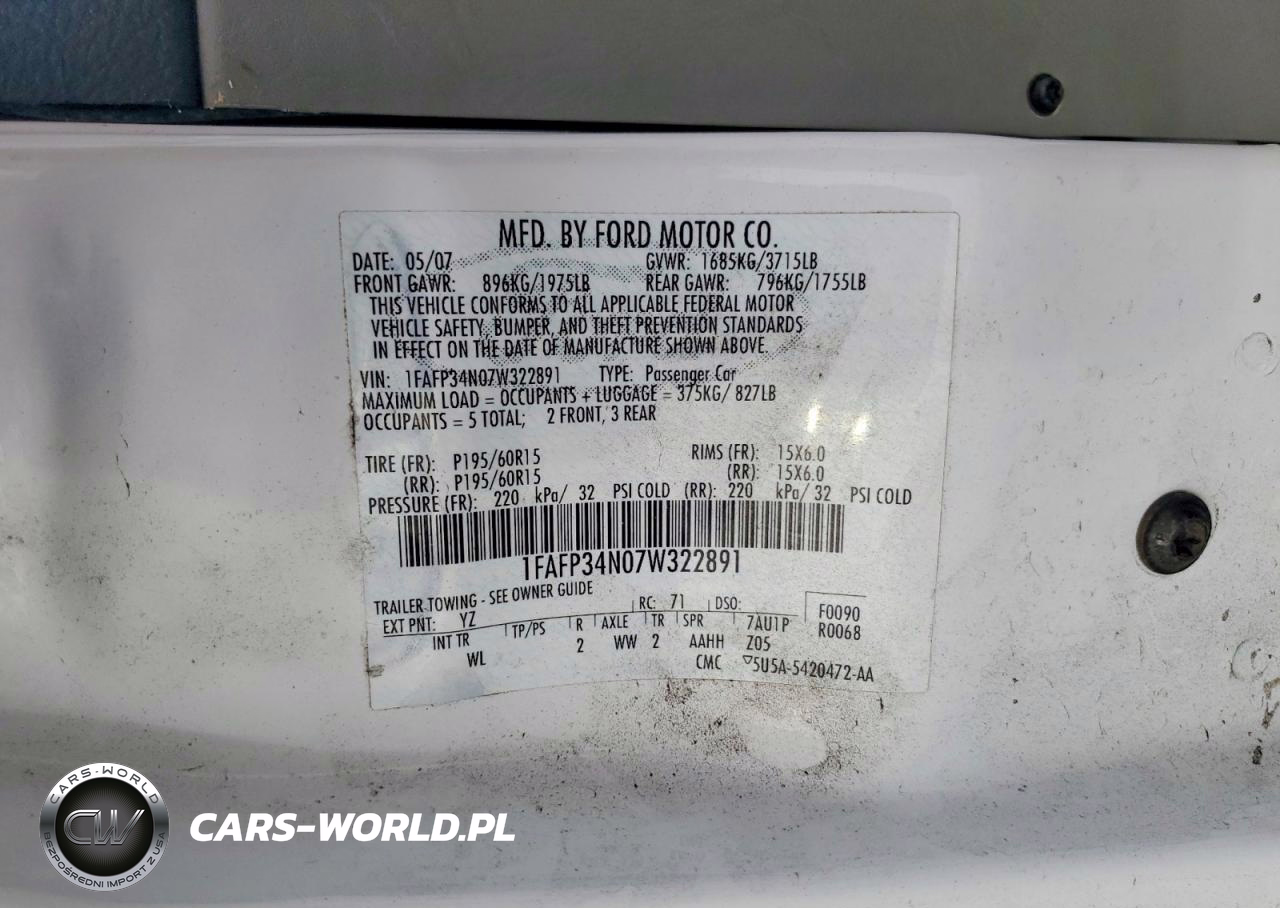 MFD. BY FORD MOTOR CO.
DATE: 05/07 GVWR: 1685KG/3715LB
FRONT GAWR: 896KG/1975LB REAR GAWR: 796KG/1755LB
THIS VEHICLE CONFORMS TO ALL APPLICABLE FEDERAL MOTOR
VEHICLE SAFETY, BUMPER, AND THEFT PREVENTION STANDARDS
IN EFFECT ON THE DATE OF MANUFACTURE SHOWN ABOVE.
VIN: 1FAFP34N07W322891 TYPE: Passenger Car
MAXIMUM LOAD = OCCUPANTS + LUGGAGE = 375KG/ 827LB
OCCUPANTS = 5 TOTAL; 2 FRONT, 3 REAR
TIRE (FR): P195/60R15 RIMS (FR): 15X6.0
(RR): P195/60R15 (RR): 15X6.0
PRESSURE (FR): 220 kPa/ 32 PSI COLD (RR): 220 kPa/ 32 PSI COLD
1FAFP34N07W322891
TRAILER TOWING - SEE OWNER GUIDE
EXT PNT: YZ RC: 71 DSO: F0090
INT TR TP/PS R AXLE TR SPR 7AU1P R0068
WL 2 WW 2 AAHH Z05
CMC ▽5U5A-5420472-AA
CARS-WORLD
CW
BEZPOŚREDNI IMPORT Z USA
CARS-WORLD.PL